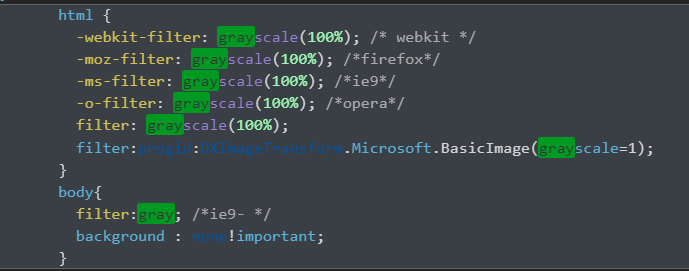 html {
-webkit-filter: grayscale(100%); /* webkit */
-moz-filter: grayscale(100%); /*firefox*/
-ms-filter: grayscale(100%); /*ie9*/
-o-filter: grayscale(100%); /*opera*/
filter: grayscale(100%);
filter:progid:DXImageTransform.Microsoft.BasicImage(grayscale=1);
}
body{
filter:gray; /*ie9- */
background : none!important;
}